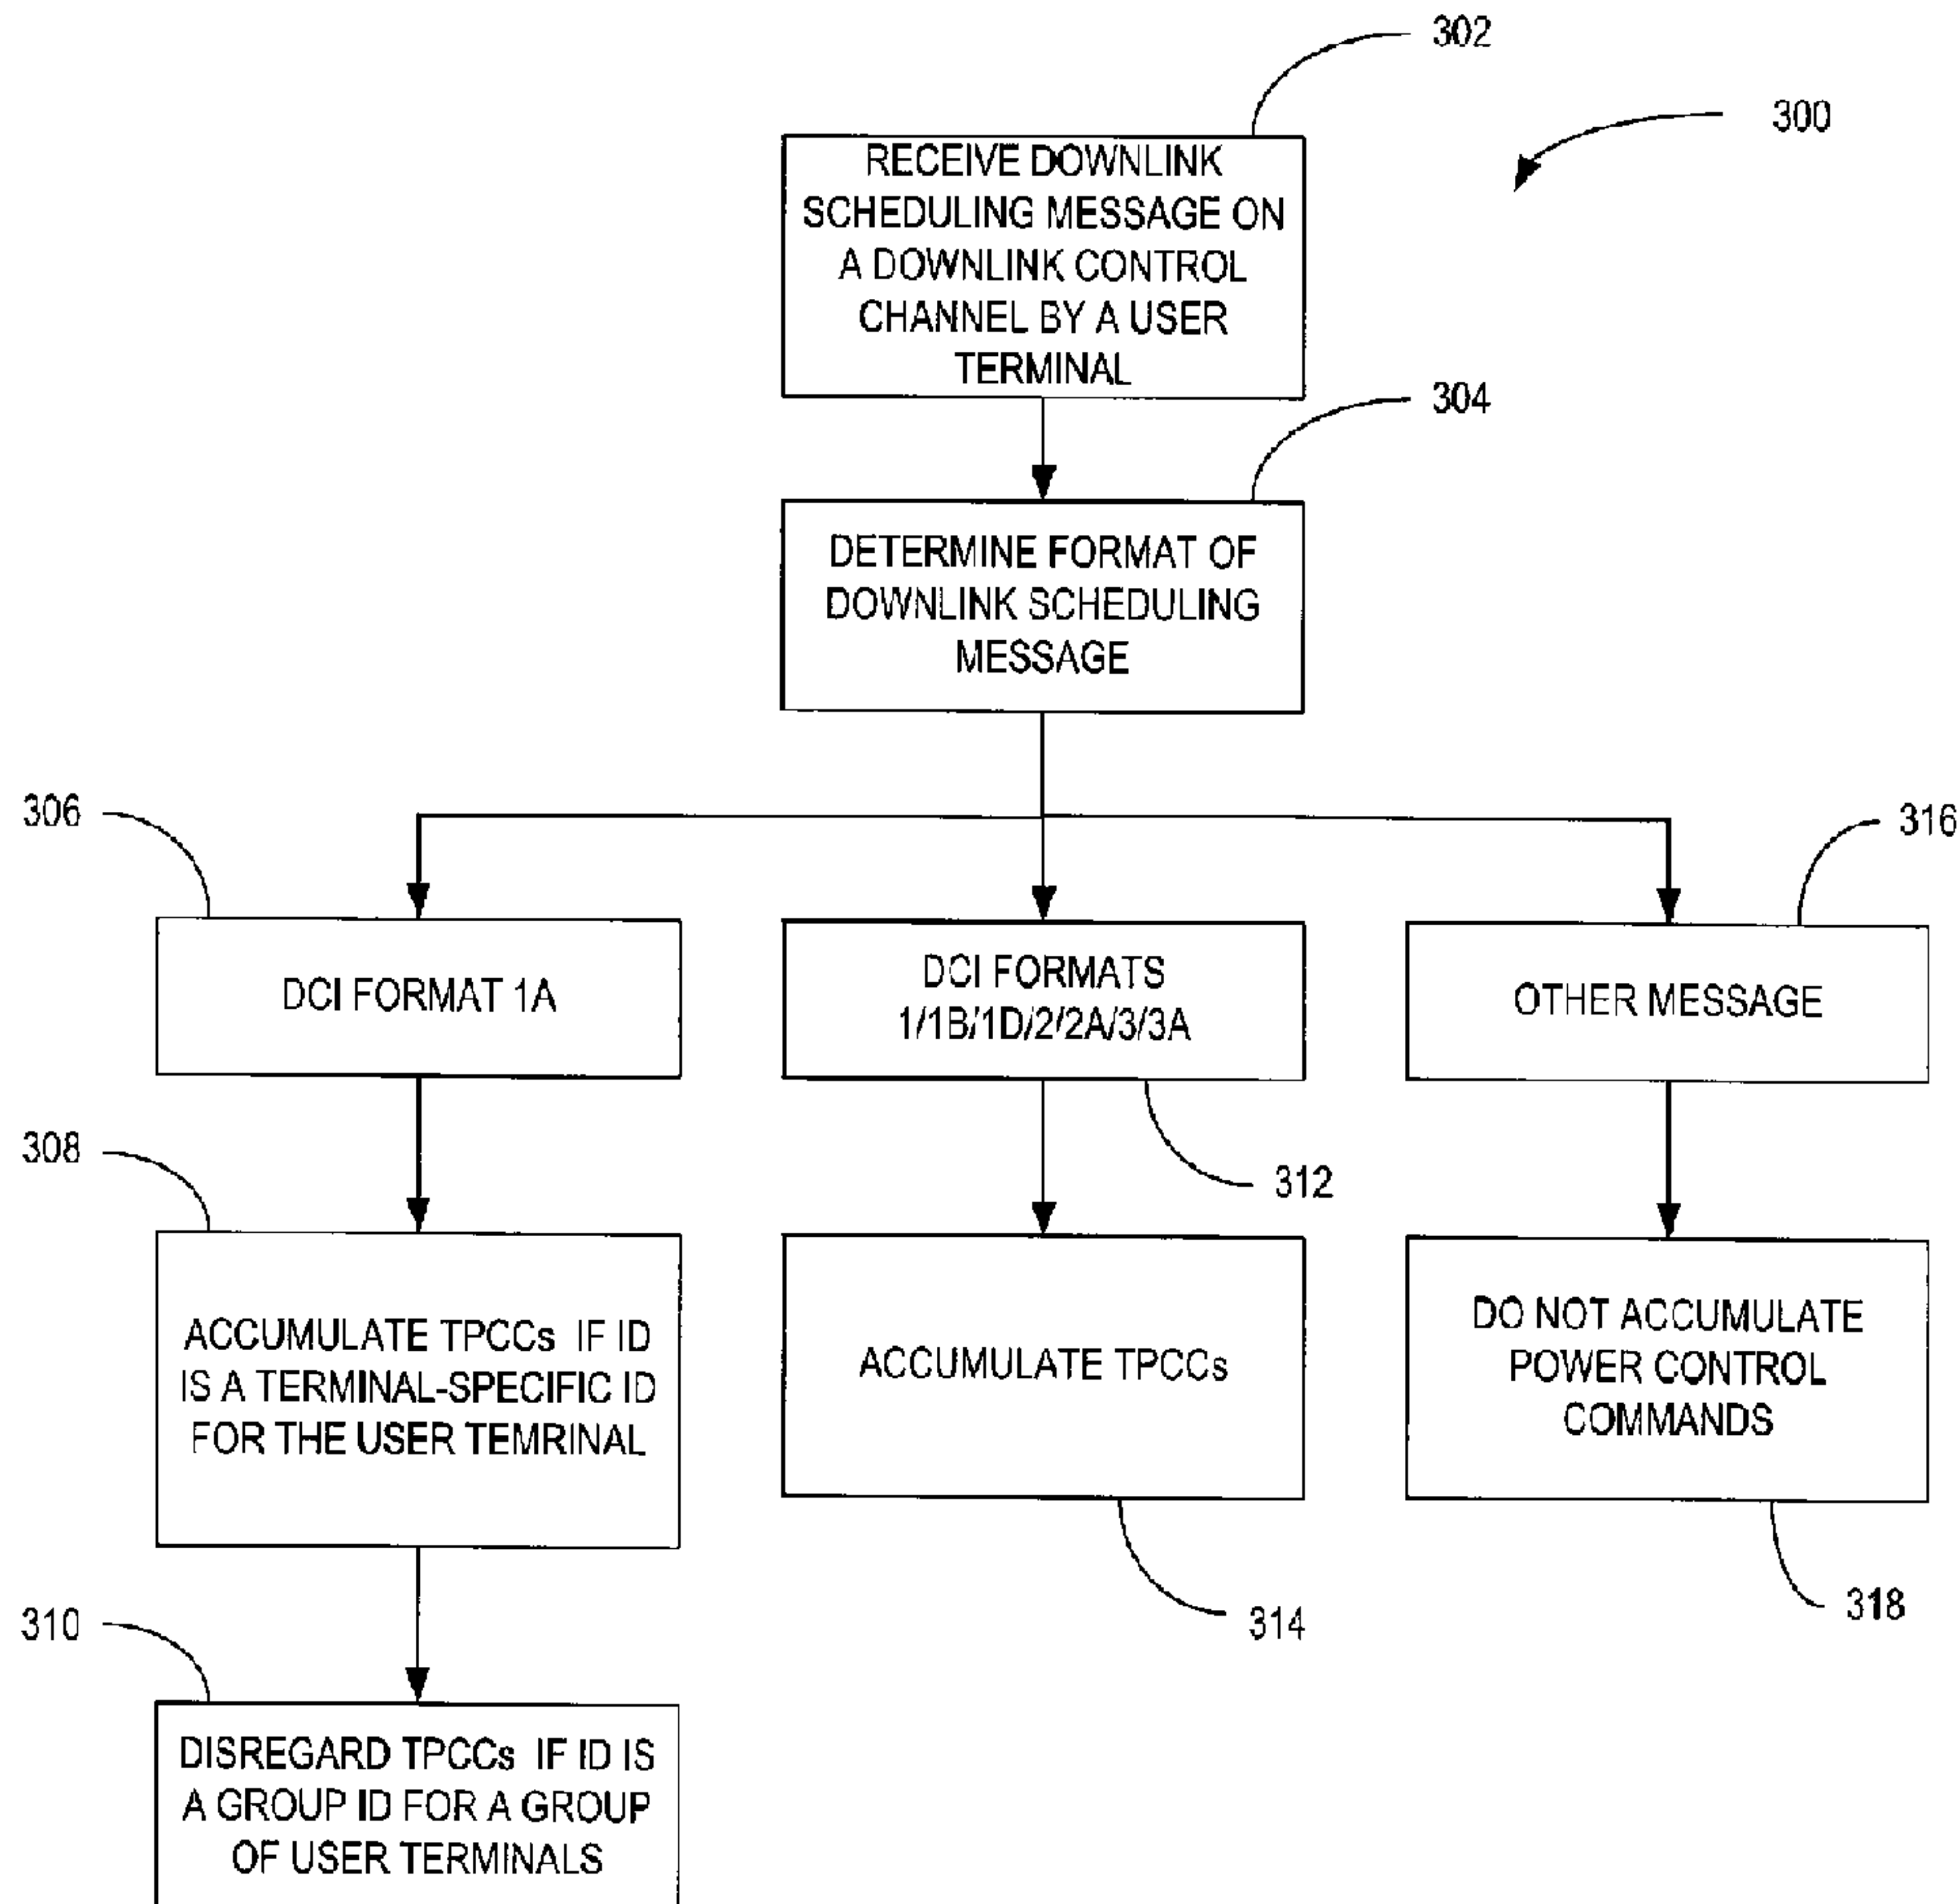 302
300
RECEIVE DOWNLINK
SCHEDULING MESSAGE ON
A DOWNLINK CONTROL
CHANNEL BY A USER
TERMINAL
304
DETERMINE FORMAT OF
DOWNLINK SCHEDULING
MESSAGE
306
316
DCI FORMAT 1A
DCI FORMATS
1/1B/1D/2/2A/3/3A
OTHER MESSAGE
308
312
ACCUMULATE TPCCs IF ID
IS A TERMINAL-SPECIFIC ID
FOR THE USER TEMRINAL
ACCUMULATE TPCCs
DO NOT ACCUMULATE
POWER CONTROL
COMMANDS
310
314
318
DISREGARD TPCCs IF ID IS
A GROUP ID FOR A GROUP
OF USER TERMINALS